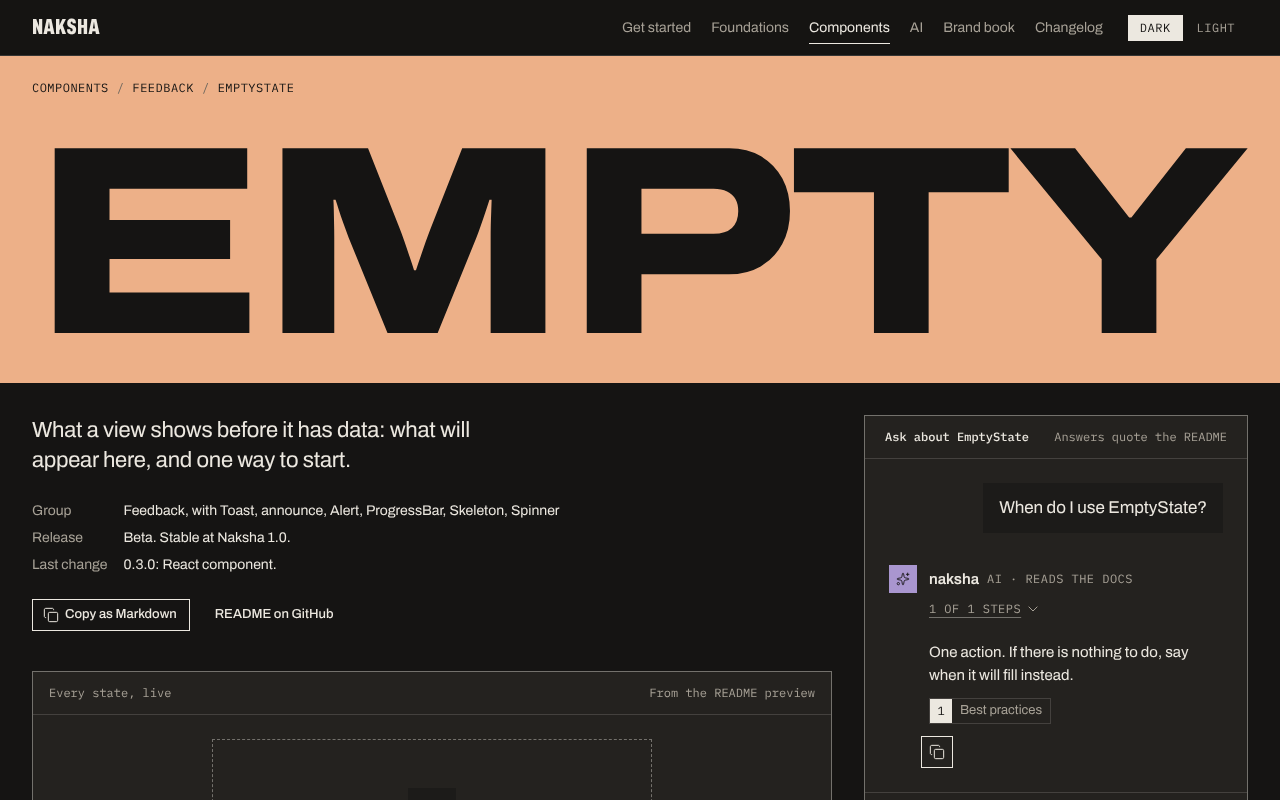 NAKSHA
Get started Foundations Components AI Brand book Changelog DARK LIGHT
COMPONENTS / FEEDBACK / EMPTYSTATE
EMPTY
What a view shows before it has data: what will
appear here, and one way to start.
Group Feedback, with Toast, announce, Alert, ProgressBar, Skeleton, Spinner
Release Beta. Stable at Naksha 1.0.
Last change 0.3.0: React component.
Copy as Markdown README on GitHub
Every state, live From the README preview
Ask about EmptyState Answers quote the README
When do I use EmptyState?
naksha AI · READS THE DOCS
1 OF 1 STEPS
One action. If there is nothing to do, say
when it will fill instead.
1 Best practices